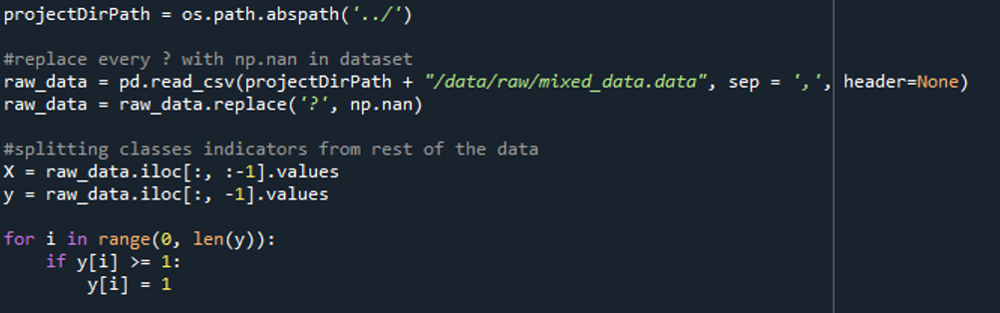 projectDirPath = os.path.abspath('../')
#replace every ? with np.nan in dataset
raw_data = pd.read_csv(projectDirPath + "/data/raw/mixed_data.data", sep = ',', header=None)
raw_data = raw_data.replace('?', np.nan)
#splitting classes indicators from rest of the data
X = raw_data.iloc[:, :-1].values
y = raw_data.iloc[:, -1].values
for i in range(0, len(y)):
    if y[i] >= 1:
        y[i] = 1